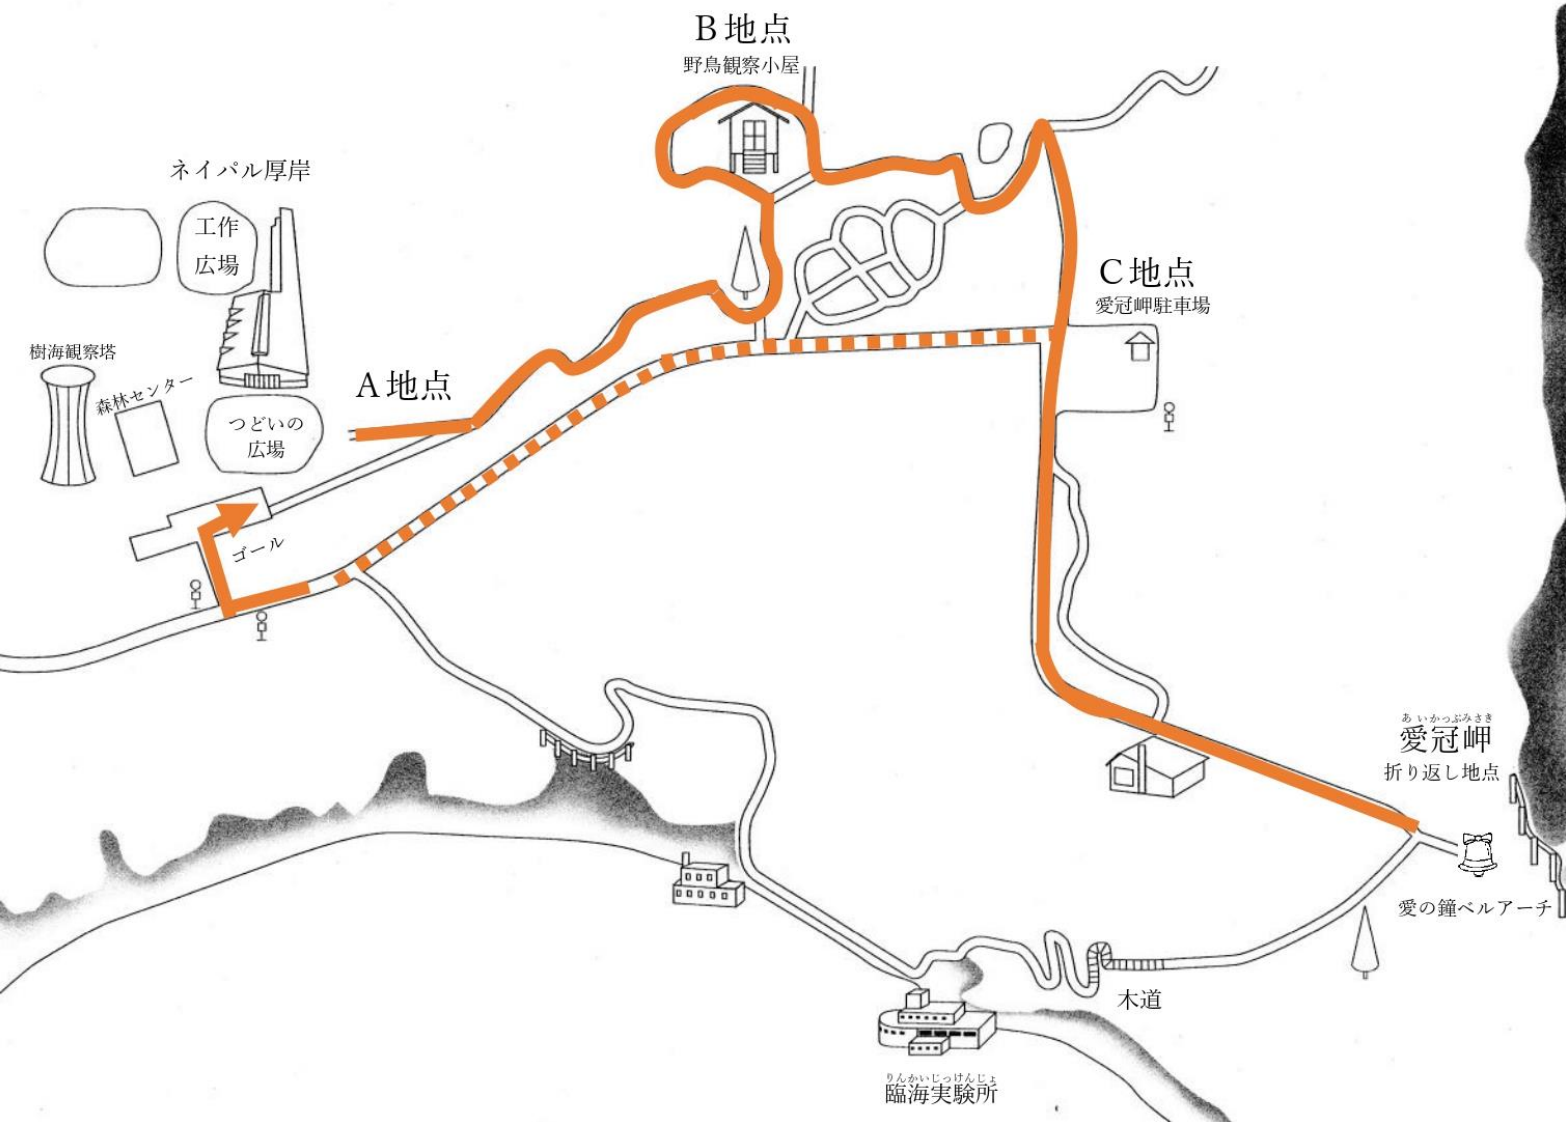 B地点
野鳥観察小屋
ネイパル厚岸
工作
広場
C地点
愛冠岬駐車場
樹海観察塔
森林センター
A地点
つどいの
広場
ゴール
あいかっぷみさき
愛冠岬
折り返し地点
愛の鐘ベルアーチ
木道
りんかいじっけんじょ
臨海実験所